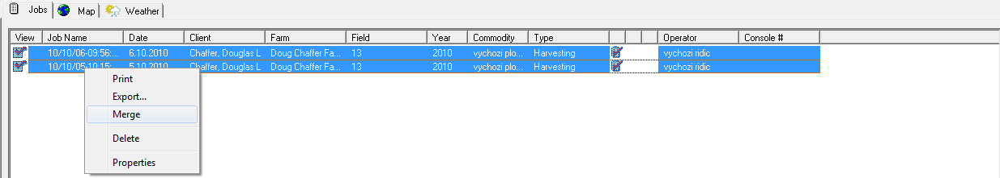 Jobs Map Weather
View Job Name Date Client Farm Field Year Commodity Type Operator Console #
10/10/06-09:56:... 6.10.2010 Chaffer, Douglas L Doug Chaffer Fa... 13 2010 vychozi plo... Harvesting vychozi ridic
10/10/05-10:15:... 5.10.2010 Chaffer, Douglas L Doug Chaffer Fa... 13 2010 vychozi plo... Harvesting vychozi ridic
Print
Export...
Merge
Delete
Properties